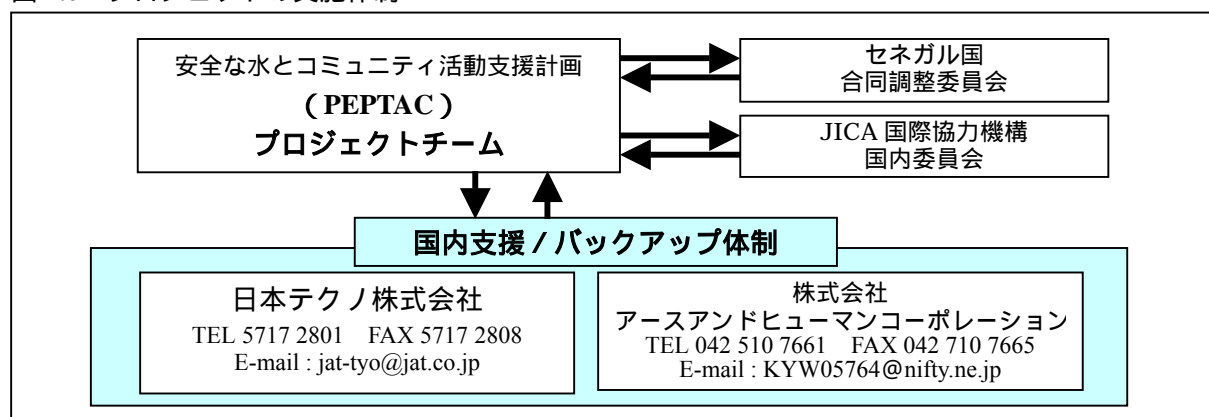 安全な水とコミュニティ活動支援計画
（PEPTAC）
プロジェクトチーム
セネガル国
合同調整委員会
JICA 国際協力機構
国内委員会
国内支援／バックアップ体制
日本テクノ株式会社
TEL 5717 2801 FAX 5717 2808
E-mail : jat-tyo@jat.co.jp
株式会社
アースアンドヒューマンコーポレーション
TEL 042 510 7661 FAX 042 710 7665
E-mail : KYW05764@nifty.ne.jp